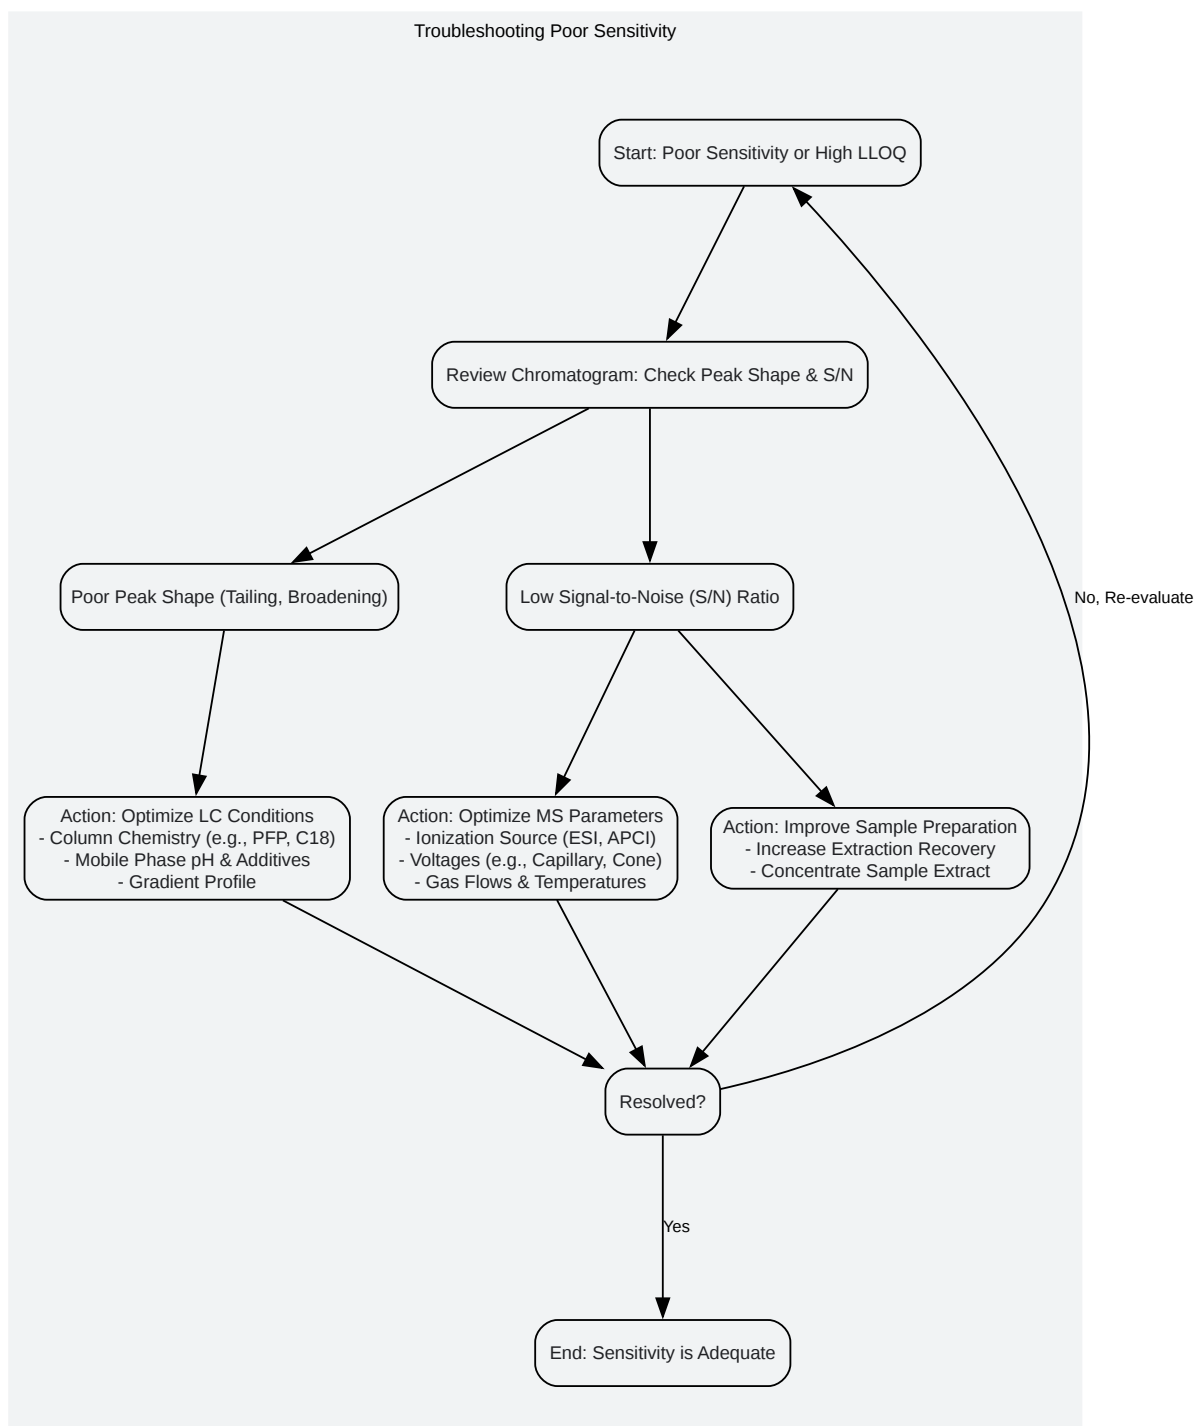 Troubleshooting Poor Sensitivity
Start: Poor Sensitivity or High LLOQ
Review Chromatogram: Check Peak Shape & S/N
Poor Peak Shape (Tailing, Broadening)
Low Signal-to-Noise (S/N) Ratio
No, Re-evaluate
Action: Optimize LC Conditions
- Column Chemistry (e.g., PFP, C18)
- Mobile Phase pH & Additives
- Gradient Profile
Action: Optimize MS Parameters
- Ionization Source (ESI, APCI)
- Voltages (e.g., Capillary, Cone)
- Gas Flows & Temperatures
Action: Improve Sample Preparation
- Increase Extraction Recovery
- Concentrate Sample Extract
Resolved?
Yes
End: Sensitivity is Adequate